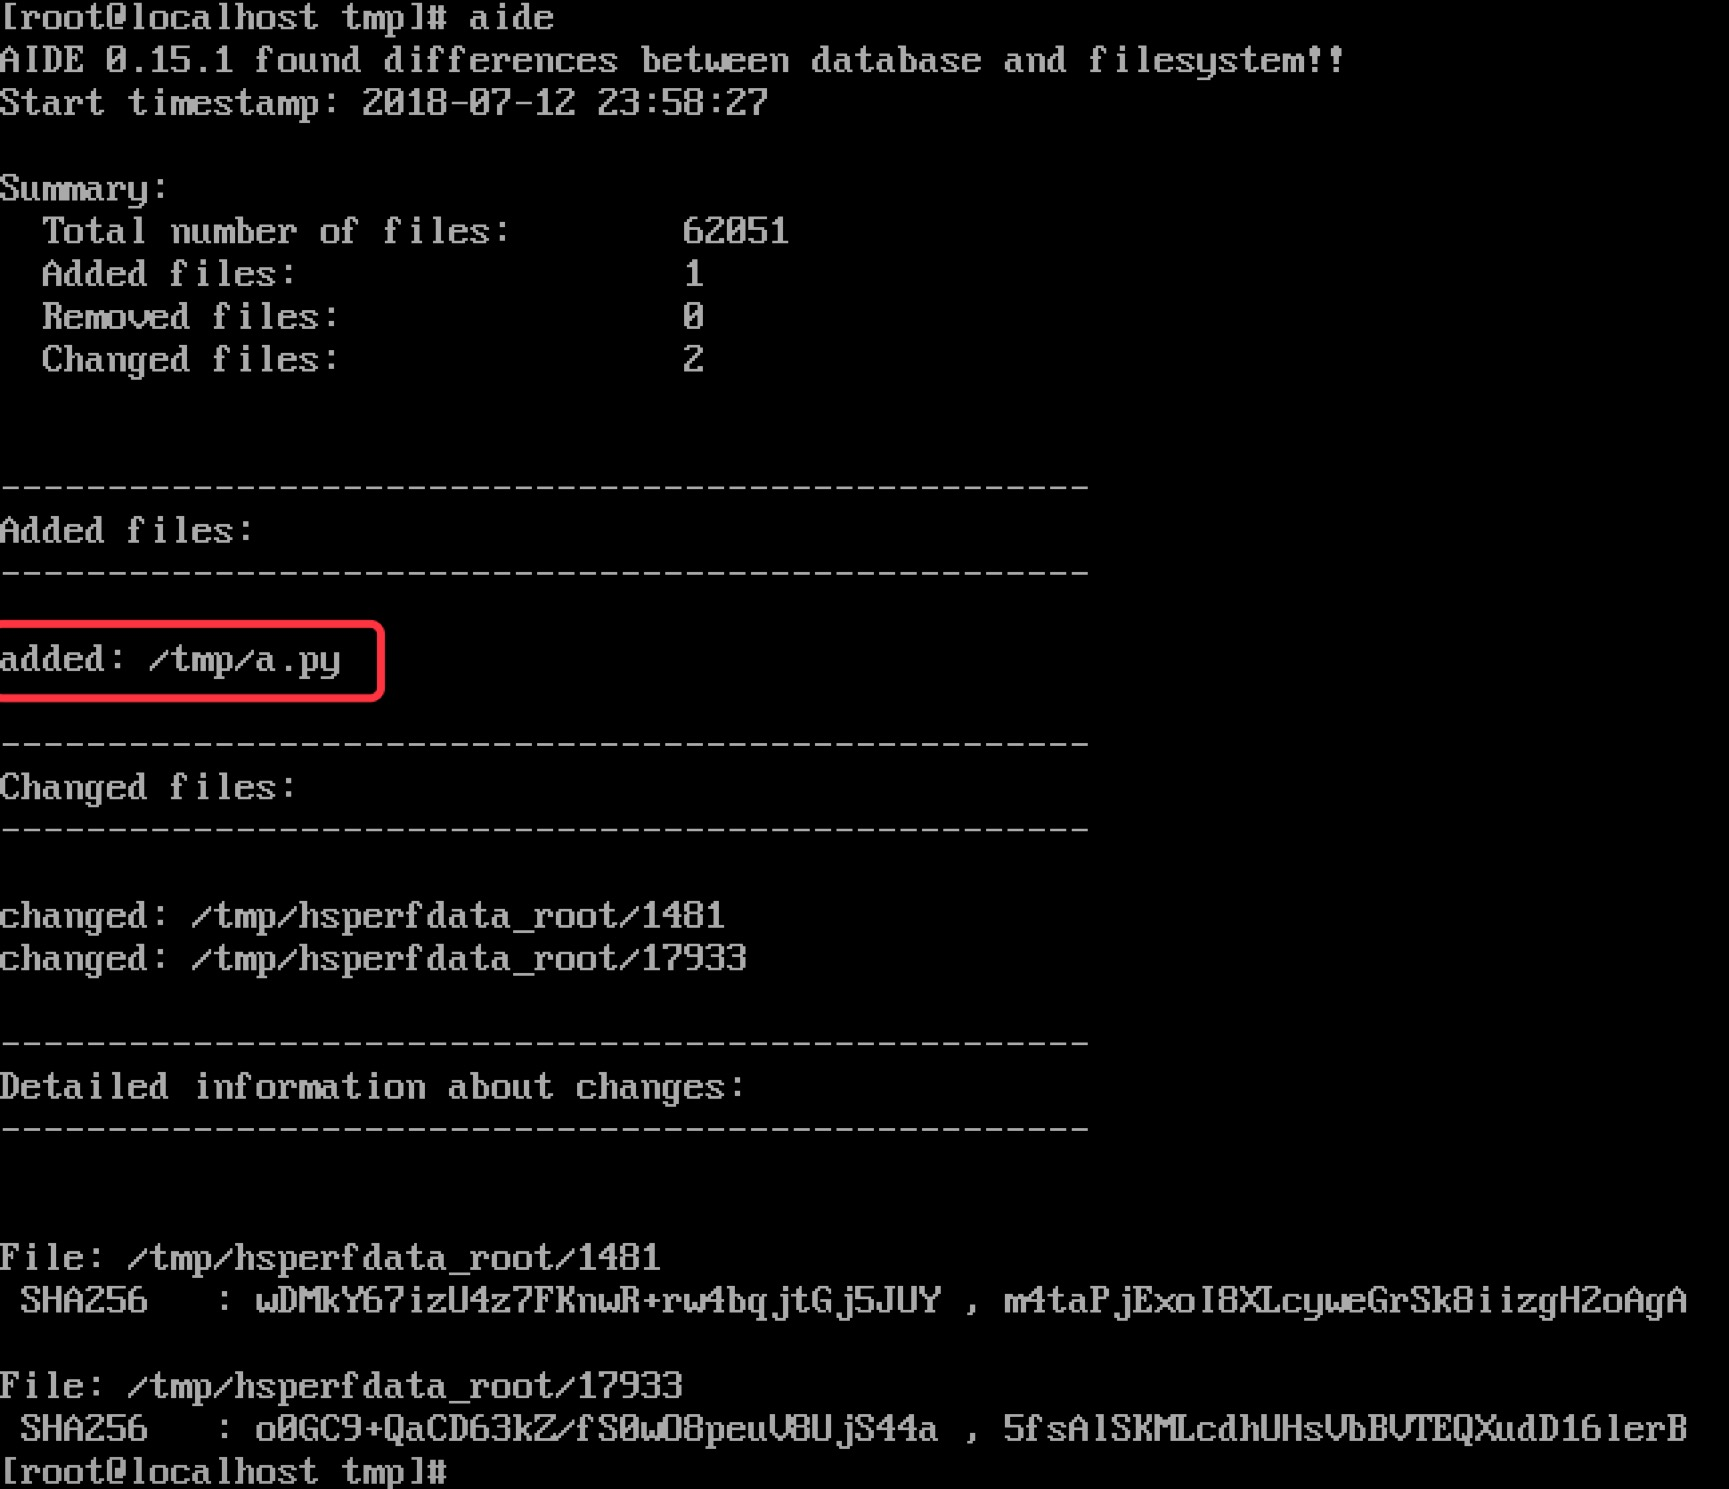 [root@localhost tmp]# aide
AIDE 0.15.1 found differences between database and filesystem!!
Start timestamp: 2018-07-12 23:58:27
Summary:
  Total number of files:        62051
  Added files:                  1
  Removed files:                0
  Changed files:                2
---------------------------------------------------
Added files:
---------------------------------------------------
added: /tmp/a.py
---------------------------------------------------
Changed files:
---------------------------------------------------
changed: /tmp/hsperfdata_root/1481
changed: /tmp/hsperfdata_root/17933
---------------------------------------------------
Detailed information about changes:
---------------------------------------------------
File: /tmp/hsperfdata_root/1481
 SHA256   : wDMkY67izU4z7FKnwR+rw4bqjtGj5JUY , m4taPjExoI8XLcyweGrSk8iizgH2oAgA
File: /tmp/hsperfdata_root/17933
 SHA256   : o0GC9+QaCD63kZ/fS0wO8peuV8UjS44a , 5fsAlSKMLcdhUHsVbBVTEQXudD16lerB
[root@localhost tmp]#